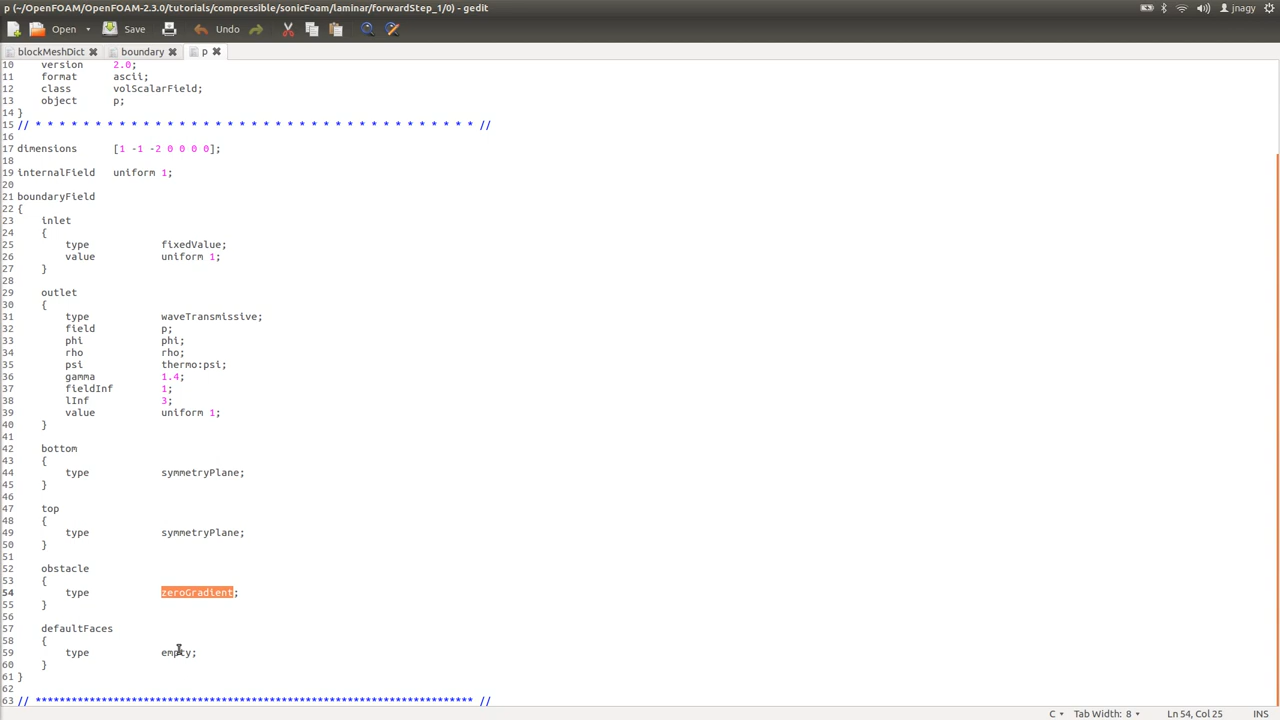 p (~/OpenFOAM/OpenFOAM-2.3.0/tutorials/compressible/sonicFoam/laminar/forwardStep_1/0) - gedit
jnagy
Open Save Undo
blockMeshDict boundary p
10 version 2.0;
11 format ascii;
12 class volScalarField;
13 object p;
14 }
15 // * * * * * * * * * * * * * * * * * * * * * * * * * * * * * * * * * * * * * //
16
17 dimensions [1 -1 -2 0 0 0 0];
18
19 internalField uniform 1;
20
21 boundaryField
22 {
23 inlet
24 {
25 type fixedValue;
26 value uniform 1;
27 }
28
29 outlet
30 {
31 type waveTransmissive;
32 field p;
33 phi phi;
34 rho rho;
35 psi thermo:psi;
36 gamma 1.4;
37 fieldInf 1;
38 lInf 3;
39 value uniform 1;
40 }
41
42 bottom
43 {
44 type symmetryPlane;
45 }
46
47 top
48 {
49 type symmetryPlane;
50 }
51
52 obstacle
53 {
54 type zeroGradient;
55 }
56
57 defaultFaces
58 {
59 type empty;
60 }
61 }
62
63 // ************************************************************************* //
C Tab Width: 8 Ln 54, Col 25 INS